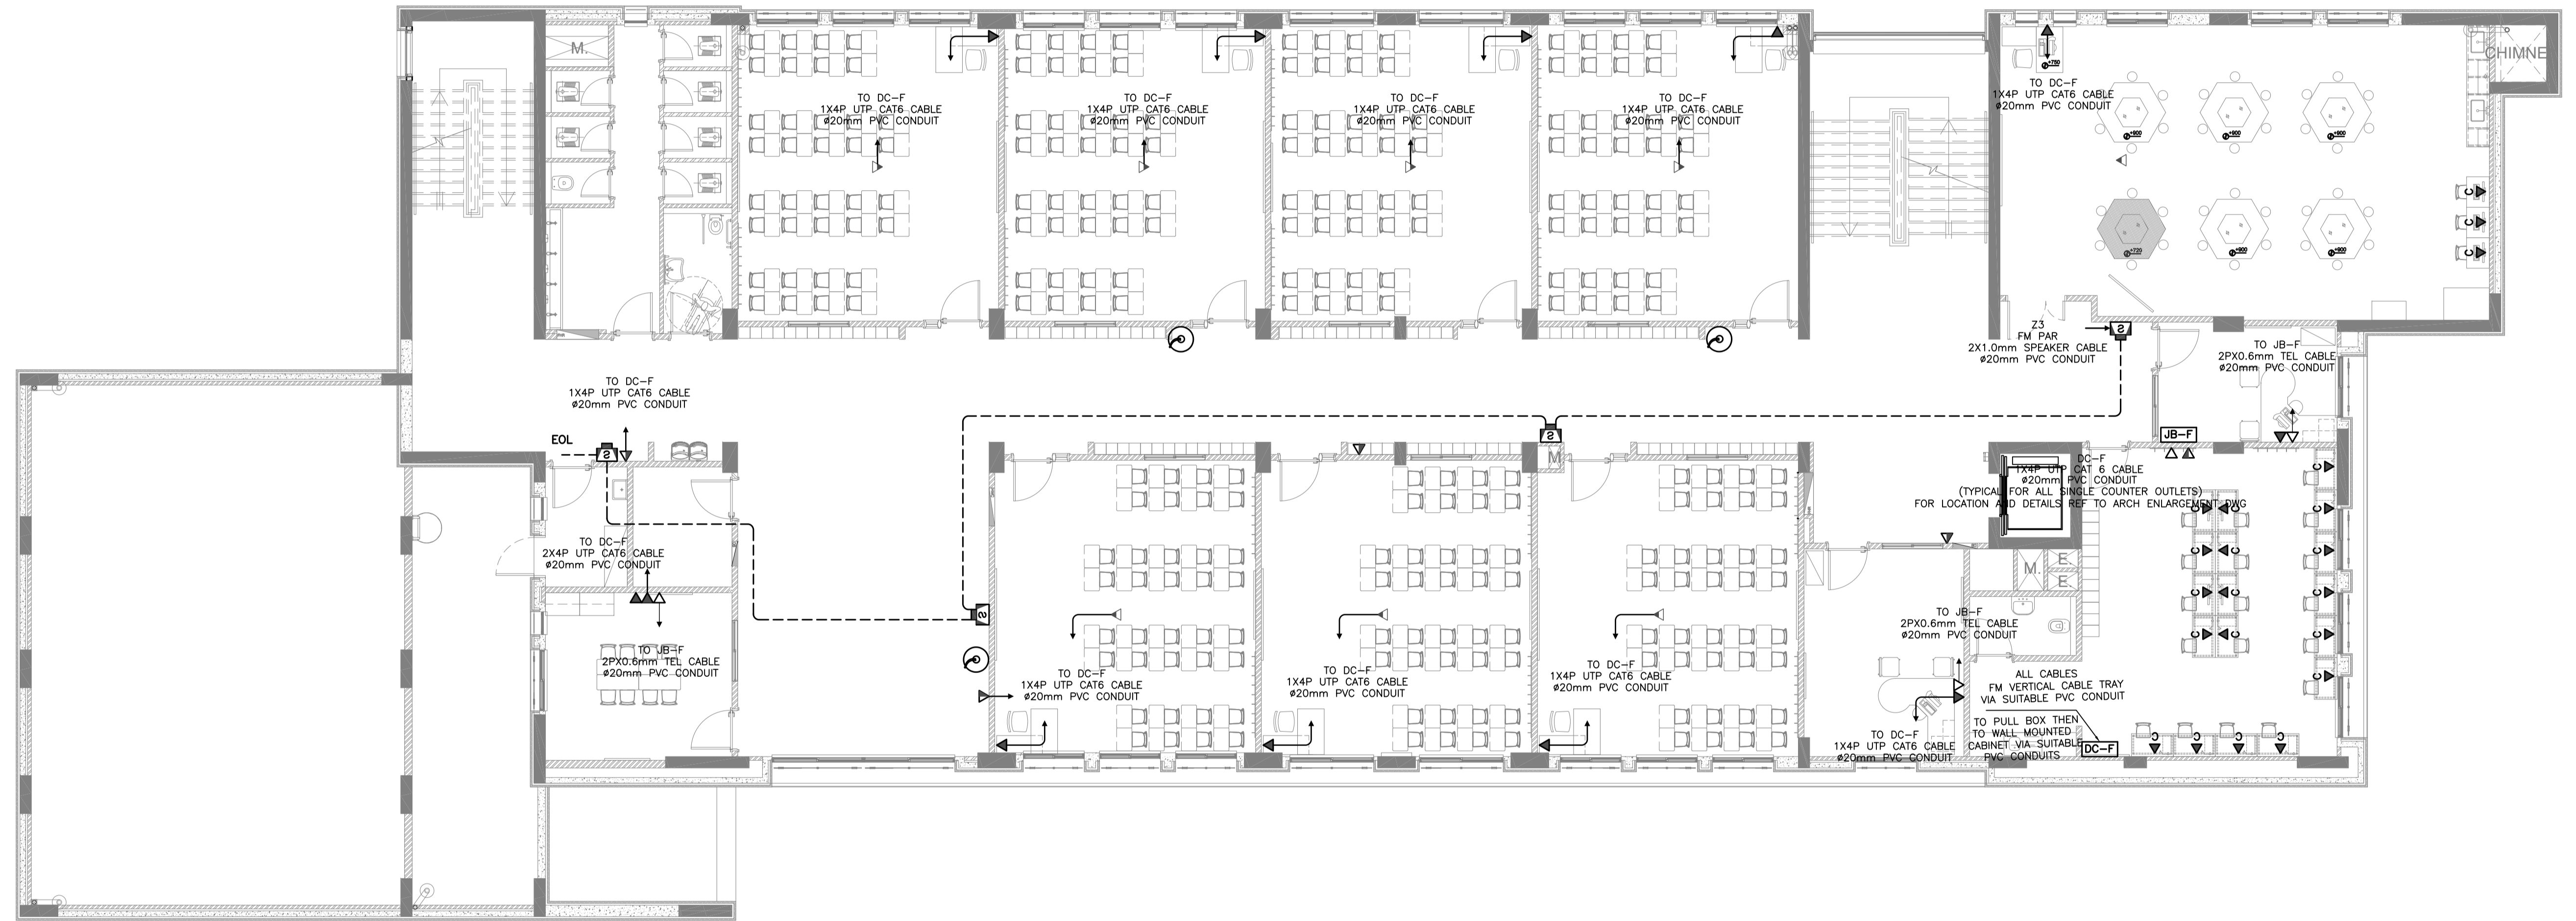 M.
TO DC-F
1X4P UTP CAT6 CABLE
ø20mm PVC CONDUIT
TO DC-F
1X4P UTP CAT6 CABLE
ø20mm PVC CONDUIT
TO DC-F
1X4P UTP CAT6 CABLE
ø20mm PVC CONDUIT
TO DC-F
1X4P UTP CAT6 CABLE
ø20mm PVC CONDUIT
+750
TO DC-F
1X4P UTP CAT6 CABLE
ø20mm PVC CONDUIT
CHIMNE
+900
+900
+900
+720
+900
+900
C
C
C
Z3
FM PAR
2X1.0mm SPEAKER CABLE
ø20mm PVC CONDUIT
S
TO JB-F
2PX0.6mm TEL CABLE
ø20mm PVC CONDUIT
TO DC-F
1X4P UTP CAT6 CABLE
ø20mm PVC CONDUIT
EOL
S
S
M
JB-F
DC-F
1X4P UTP CAT 6 CABLE
ø20mm PVC CONDUIT
(TYPICAL FOR ALL SINGLE COUNTER OUTLETS)
FOR LOCATION AND DETAILS REF TO ARCH ENLARGEMENT DWG
C
C
C
C
C
C
C
C
C
C
C
C
C
C
TO DC-F
2X4P UTP CAT6 CABLE
ø20mm PVC CONDUIT
M.
E
E
S
TO JB-F
2PX0.6mm TEL CABLE
ø20mm PVC CONDUIT
TO JB-F
2PX0.6mm TEL CABLE
ø20mm PVC CONDUIT
TO DC-F
1X4P UTP CAT6 CABLE
ø20mm PVC CONDUIT
TO DC-F
1X4P UTP CAT6 CABLE
ø20mm PVC CONDUIT
TO DC-F
1X4P UTP CAT6 CABLE
ø20mm PVC CONDUIT
ALL CABLES
FM VERTICAL CABLE TRAY
VIA SUITABLE PVC CONDUIT
TO PULL BOX THEN
TO WALL MOUNTED
CABINET VIA SUITABLE
PVC CONDUITS
DC-F
C
C
C
C
TO DC-F
1X4P UTP CAT6 CABLE
ø20mm PVC CONDUIT